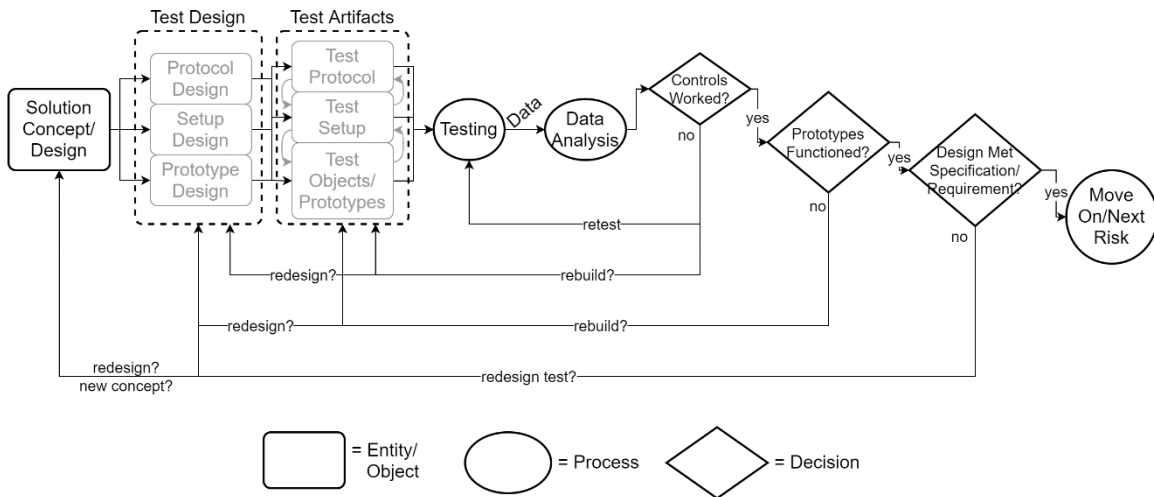 Test Design
Test Artifacts
Solution
Concept/
Design
Protocol
Design
Setup
Design
Prototype
Design
Test
Protocol
Test
Setup
Test
Objects/
Prototypes
Testing
Data
Data
Analysis
Controls
Worked?
yes
no
Prototypes
Functioned?
yes
no
Design Met
Specification/
Requirement?
yes
no
Move
On/Next
Risk
retest
redesign?
rebuild?
redesign?
rebuild?
redesign?
new concept?
redesign test?
= Entity/
Object
= Process
= Decision